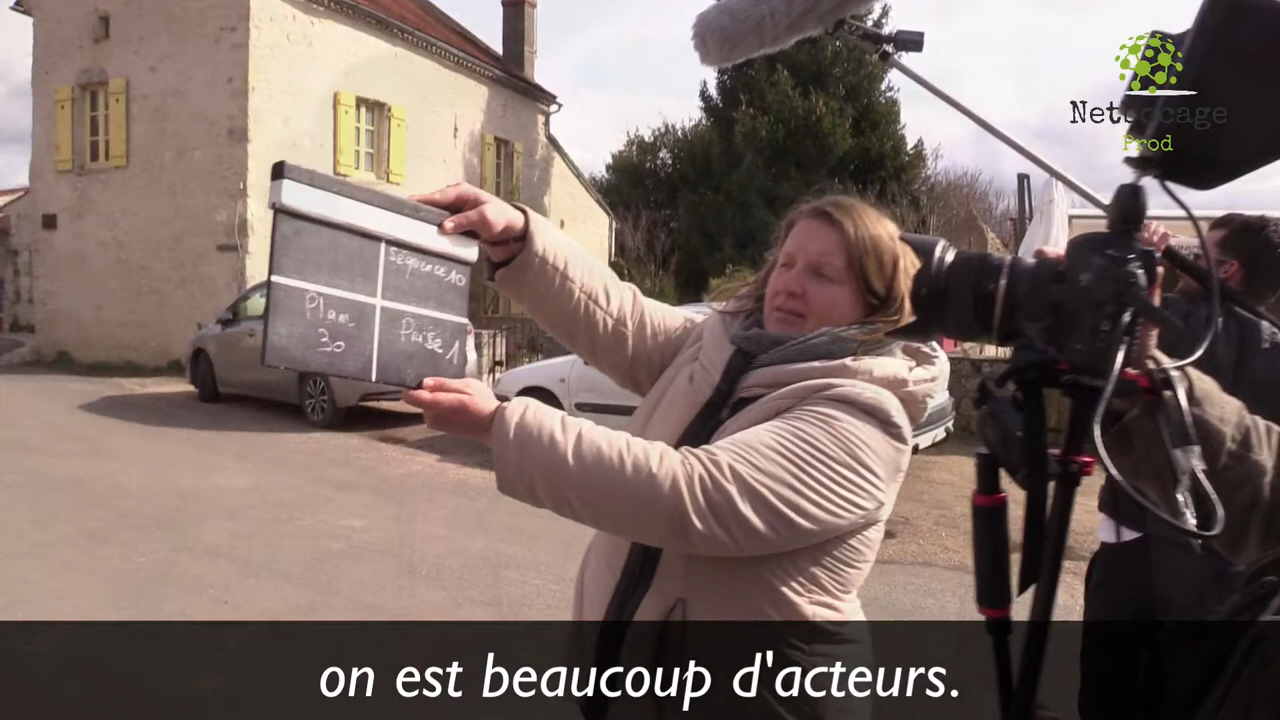 Netbocage
Prod
Séquence 10
Plan
30
Prise 1
on est beaucoup d'acteurs.